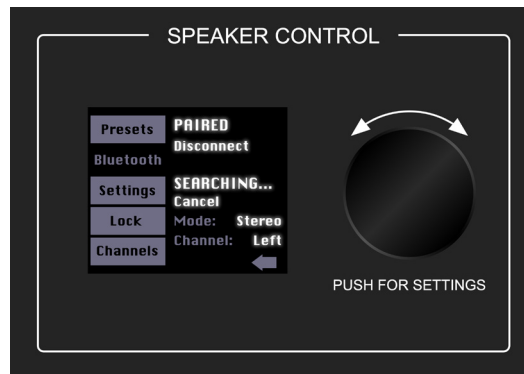 SPEAKER CONTROL
Presets
Bluetooth
Settings
Lock
Channels
PAIRED
Disconnect
SEARCHING...
Cancel
Mode: Stereo
Channel: Left
PUSH FOR SETTINGS